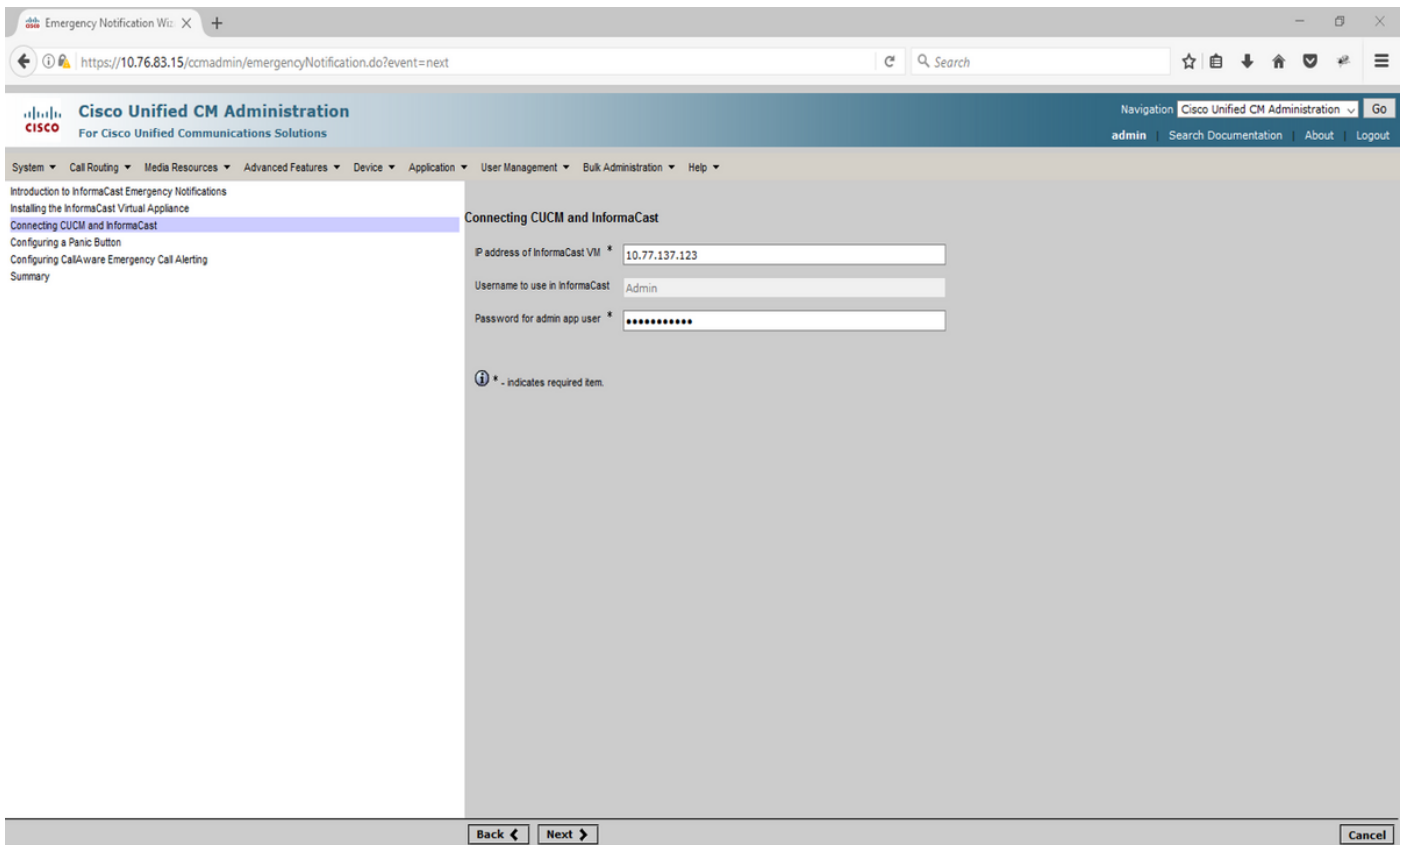 Emergency Notification Wi:
https://10.76.83.15/ccmadmin/emergencyNotification.do?event=next
Search
CISCO
Cisco Unified CM Administration
For Cisco Unified Communications Solutions
Navigation Cisco Unified CM Administration Go
admin | Search Documentation | About | Logout
System Call Routing Media Resources Advanced Features Device Application User Management Bulk Administration Help
Introduction to InformaCast Emergency Notifications
Installing the InformaCast Virtual Appliance
Connecting CUCM and InformaCast
Configuring a Panic Button
Configuring CallAware Emergency Call Alerting
Summary
Connecting CUCM and InformaCast
IP address of InformaCast VM * 10.77.137.123
Username to use in InformaCast Admin
Password for admin app user * •••••••••••
* - indicates required item.
Back Next Cancel